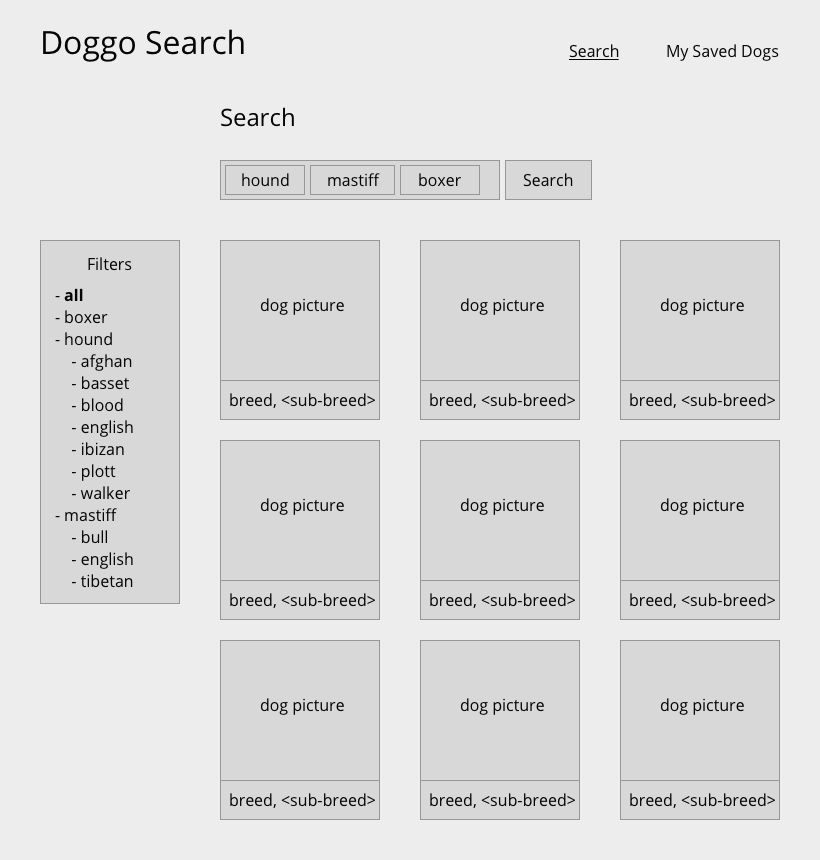 Doggo Search
Search My Saved Dogs
Search
hound mastiff boxer Search
Filters
- all
- boxer
- hound
- afghan
- basset
- blood
- english
- ibizan
- plott
- walker
- mastiff
- bull
- english
- tibetan
dog picture dog picture dog picture
breed, <sub-breed> breed, <sub-breed> breed, <sub-breed>
dog picture dog picture dog picture
breed, <sub-breed> breed, <sub-breed> breed, <sub-breed>
dog picture dog picture dog picture
breed, <sub-breed> breed, <sub-breed> breed, <sub-breed>